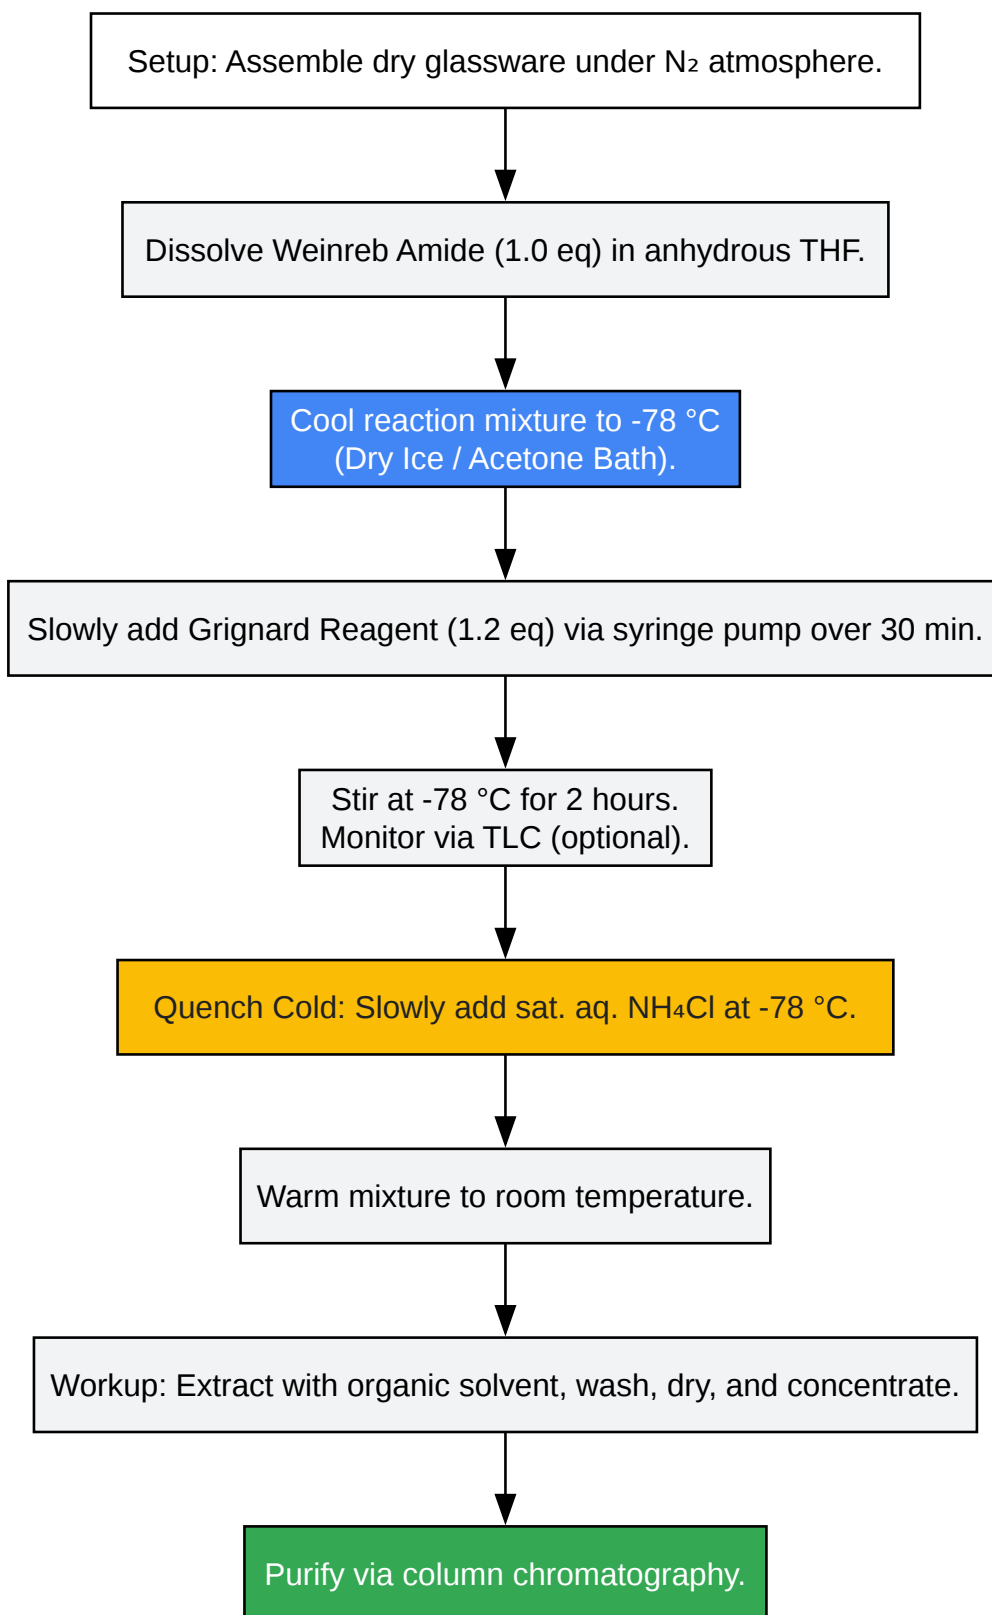 Setup: Assemble dry glassware under N₂ atmosphere.
Dissolve Weinreb Amide (1.0 eq) in anhydrous THF.
Cool reaction mixture to -78 °C
(Dry Ice / Acetone Bath).
Slowly add Grignard Reagent (1.2 eq) via syringe pump over 30 min.
Stir at -78 °C for 2 hours.
Monitor via TLC (optional).
Quench Cold: Slowly add sat. aq. NH₄Cl at -78 °C.
Warm mixture to room temperature.
Workup: Extract with organic solvent, wash, dry, and concentrate.
Purify via column chromatography.